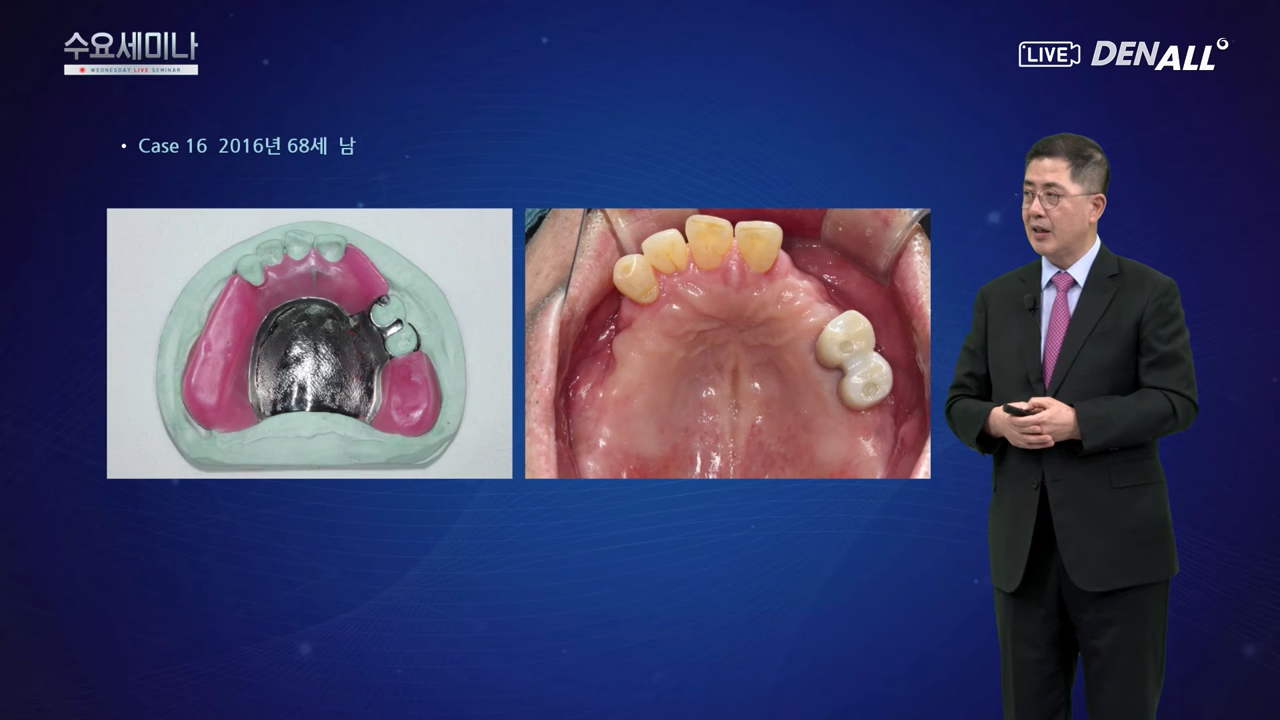 수요세미나
WEDNESDAY LIVE SEMINAR
LIVE DENALL
• Case 16 2016년 68세 남